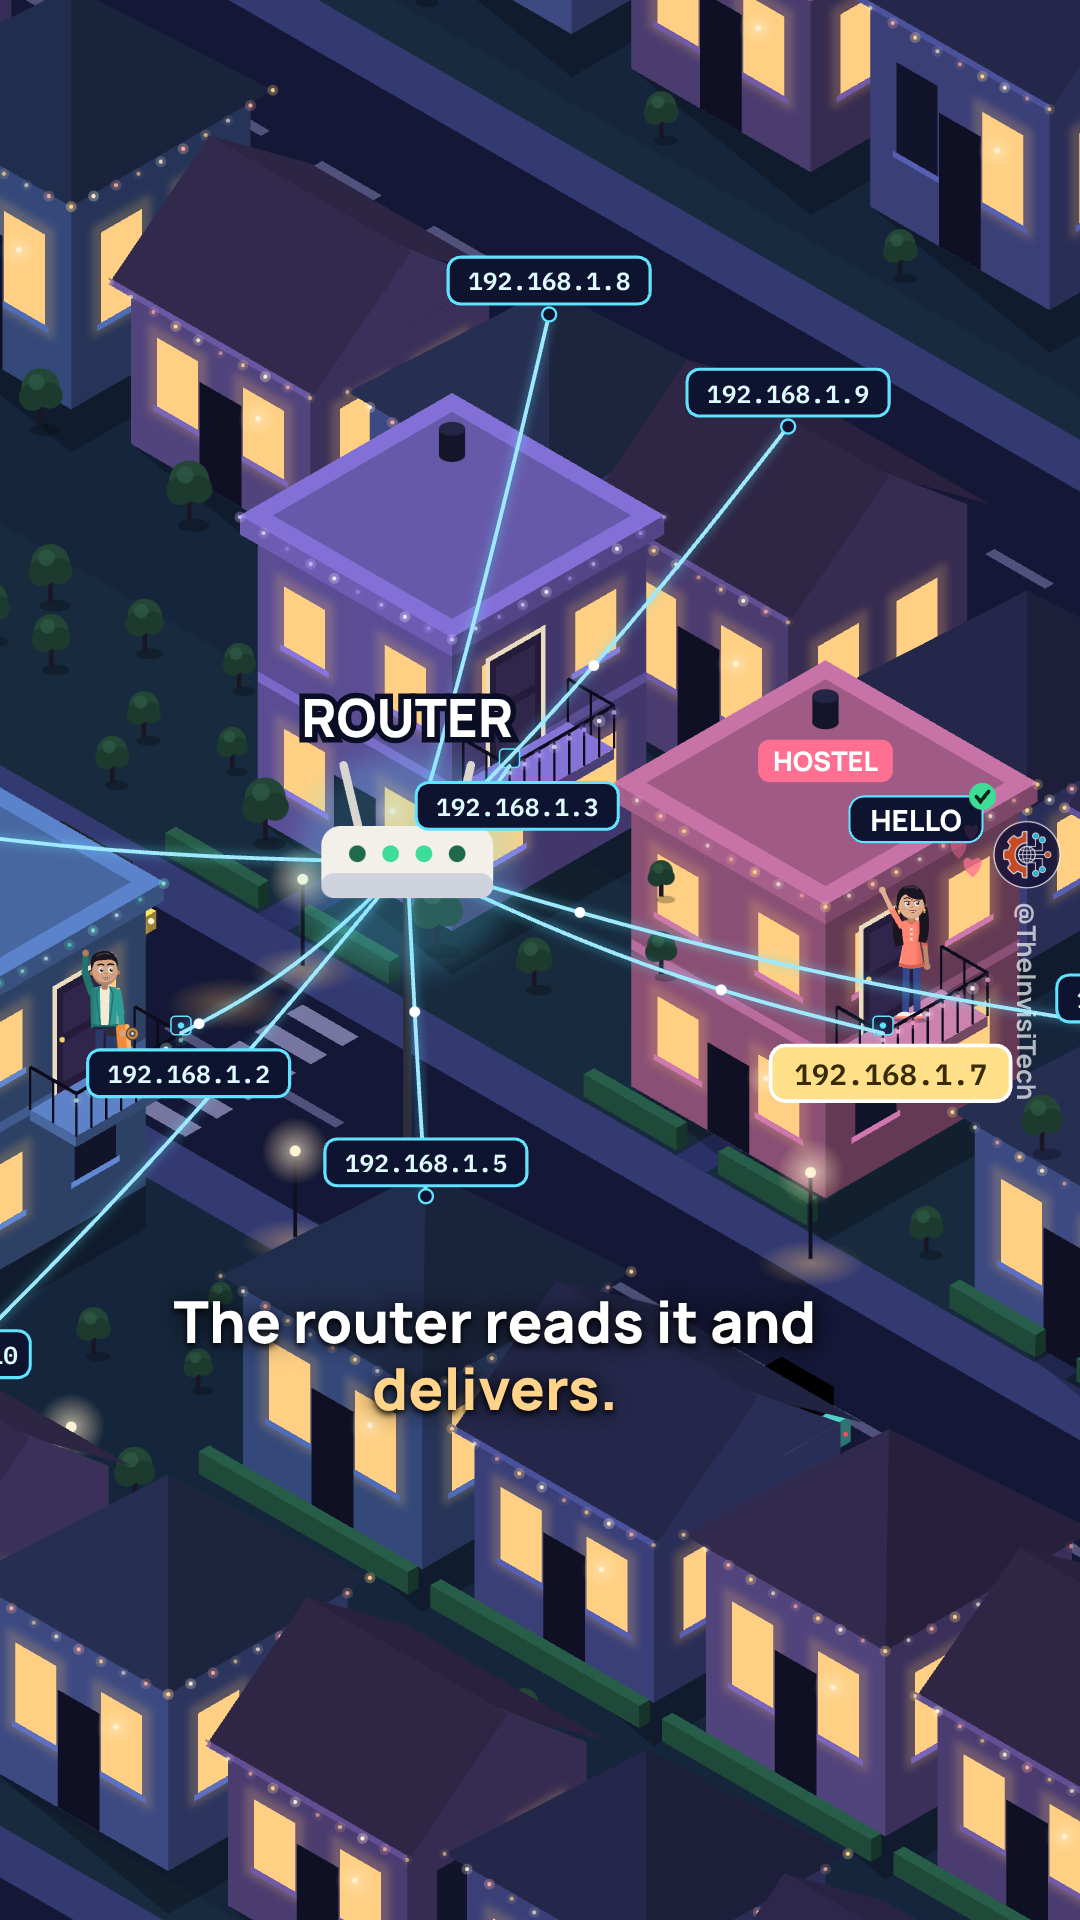 192.168.1.8
192.168.1.9
ROUTER
HOSTEL
192.168.1.3
HELLO
@TheInvisiTech
192.168.1.2
192.168.1.7
192.168.1.5
The router reads it and
delivers.